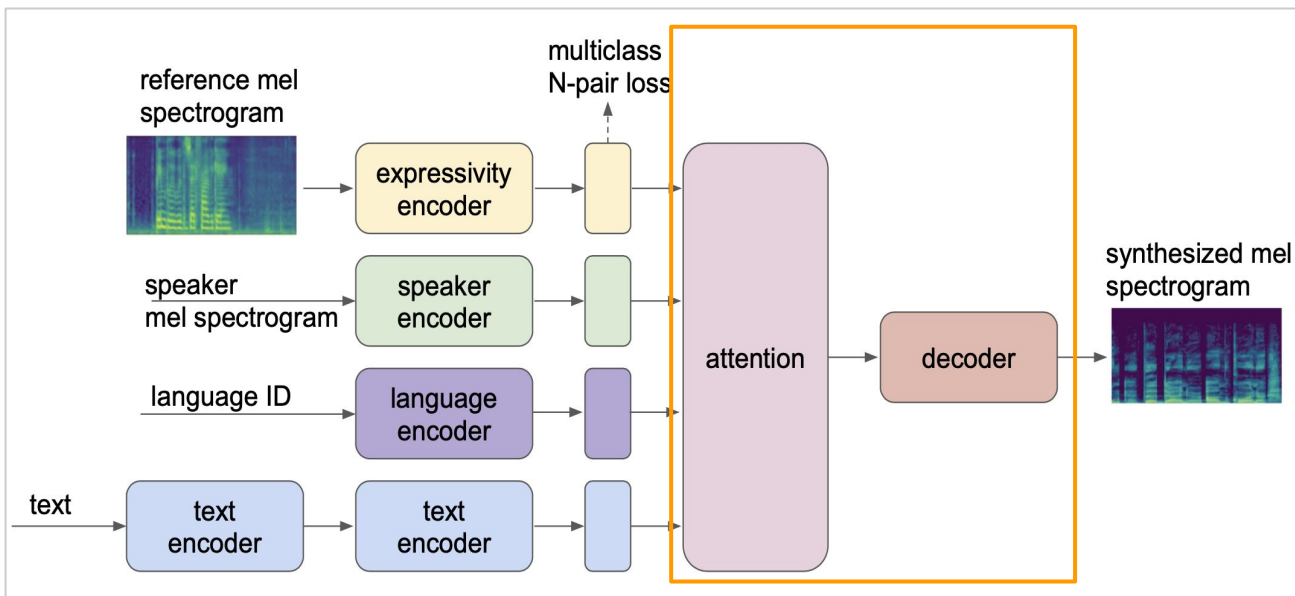 multiclass
N-pair loss
reference mel
spectrogram
expressivity
encoder
speaker
mel spectrogram
speaker
encoder
synthesized mel
spectrogram
attention
decoder
language ID
language
encoder
text
text
encoder
text
encoder